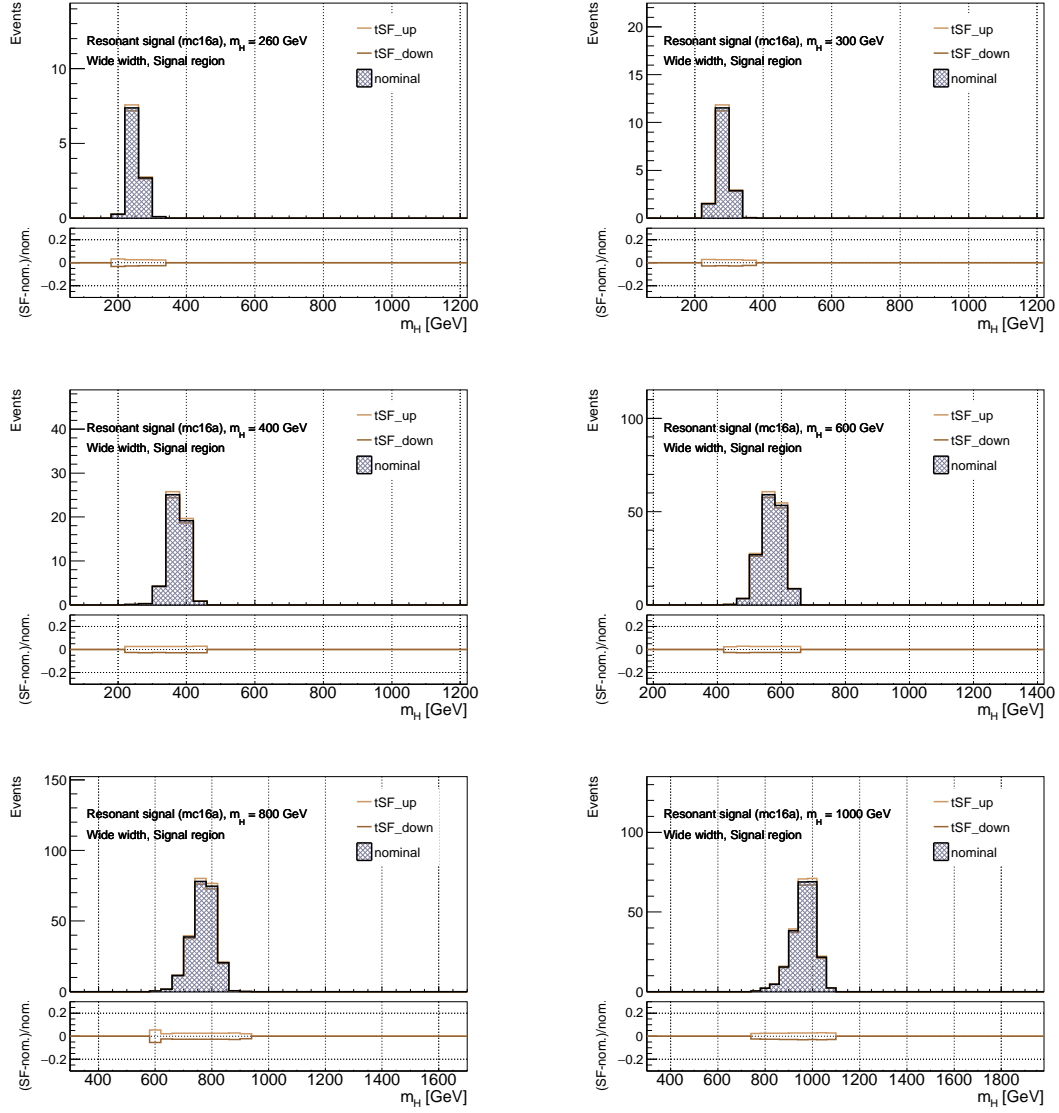 Events
Resonant signal (mc16a), m_H = 260 GeV
Wide width, Signal region
tSF_up
tSF_down
nominal
10
5
0
(SF-nom.)/nom.
0.2
0
−0.2
200 400 600 800 1000 1200
m_H [GeV]
Events
Resonant signal (mc16a), m_H = 300 GeV
Wide width, Signal region
tSF_up
tSF_down
nominal
20
15
10
5
0
(SF-nom.)/nom.
0.2
0
−0.2
200 400 600 800 1000 1200
m_H [GeV]
Events
Resonant signal (mc16a), m_H = 400 GeV
Wide width, Signal region
tSF_up
tSF_down
nominal
40
30
20
10
0
(SF-nom.)/nom.
0.2
0
−0.2
200 400 600 800 1000 1200
m_H [GeV]
Events
Resonant signal (mc16a), m_H = 600 GeV
Wide width, Signal region
tSF_up
tSF_down
nominal
100
50
0
(SF-nom.)/nom.
0.2
0
−0.2
200 400 600 800 1000 1200 1400
m_H [GeV]
Events
Resonant signal (mc16a), m_H = 800 GeV
Wide width, Signal region
tSF_up
tSF_down
nominal
150
100
50
0
(SF-nom.)/nom.
0.2
0
−0.2
400 600 800 1000 1200 1400 1600
m_H [GeV]
Events
Resonant signal (mc16a), m_H = 1000 GeV
Wide width, Signal region
tSF_up
tSF_down
nominal
100
50
0
(SF-nom.)/nom.
0.2
0
−0.2
400 600 800 1000 1200 1400 1600 1800
m_H [GeV]